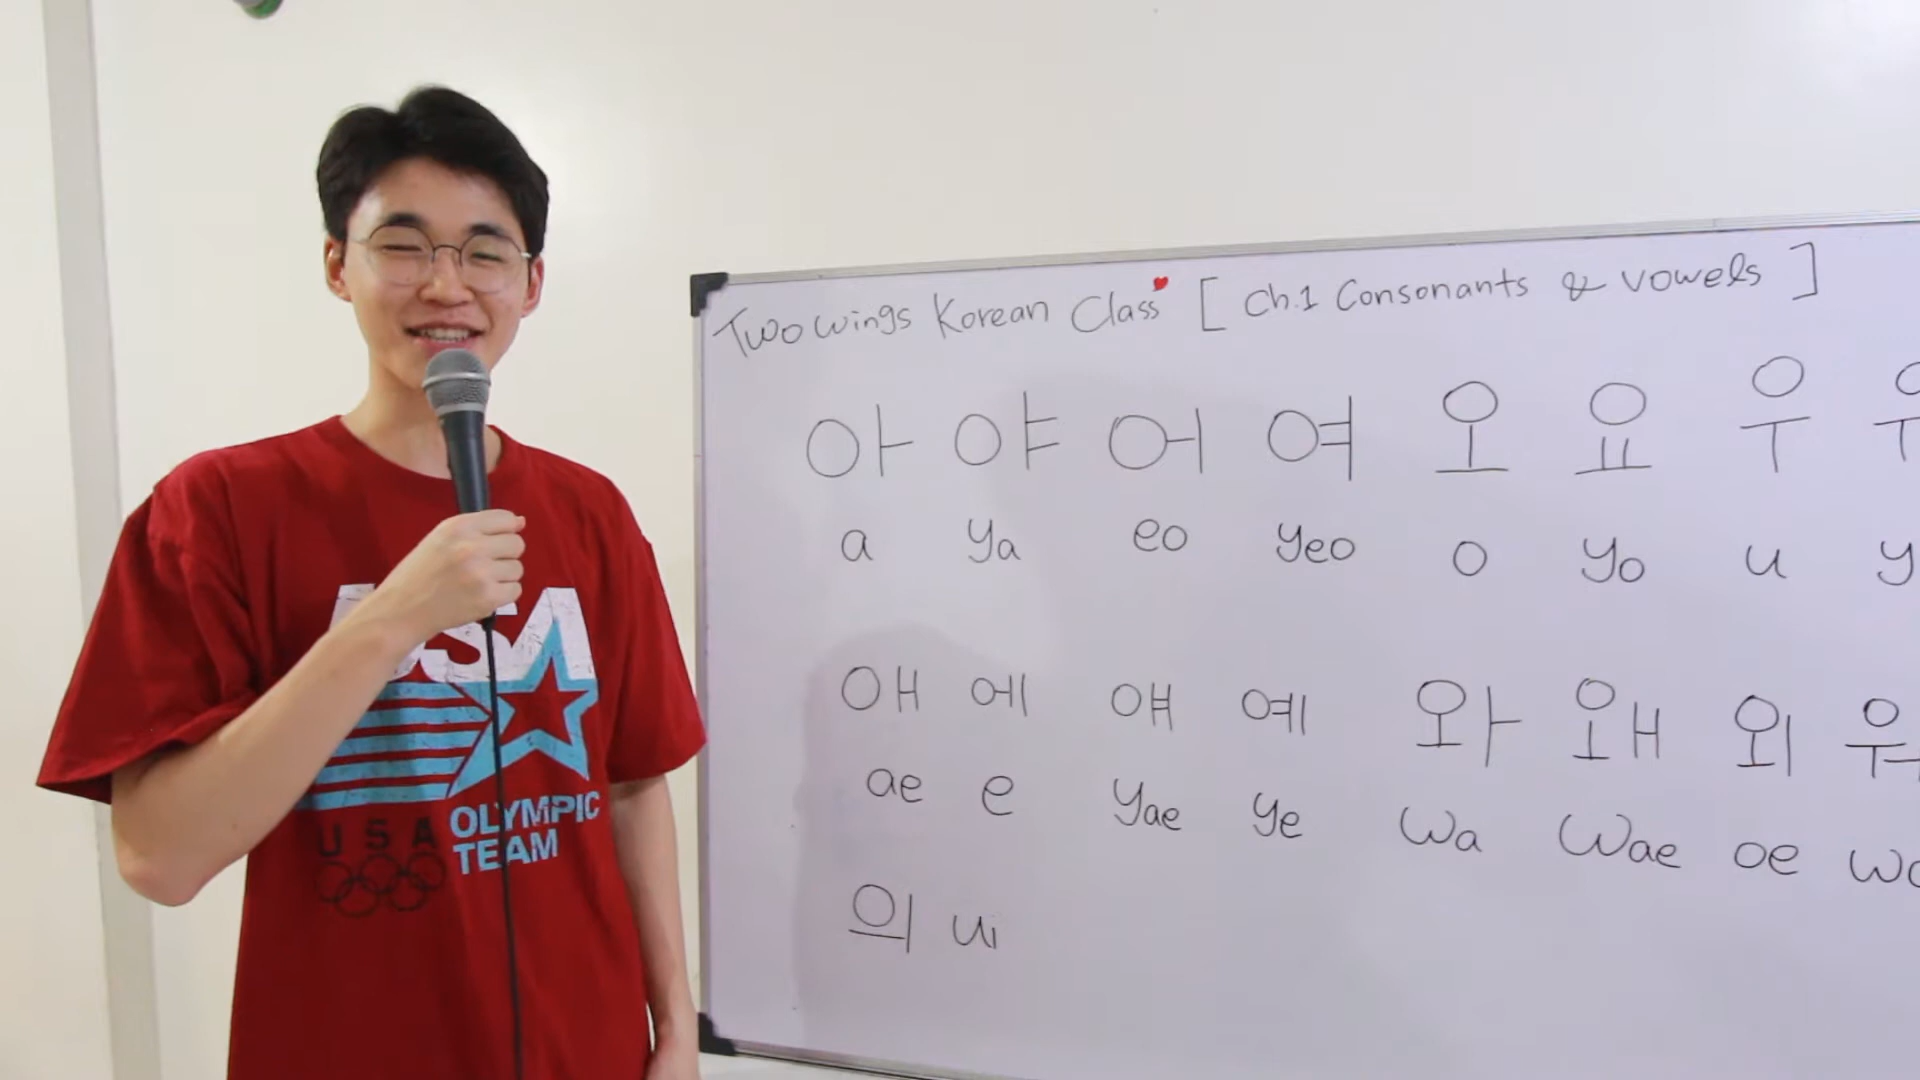 Two wings Korean Class [ Ch.1 Consonants & vowels ]
아 야 어 여 오 요 우
a ya eo yeo o yo u y
애 에 얘 예 와 왜 외
ae e yae ye wa wae oe
의 ui
USA
OLYMPIC
TEAM
USA